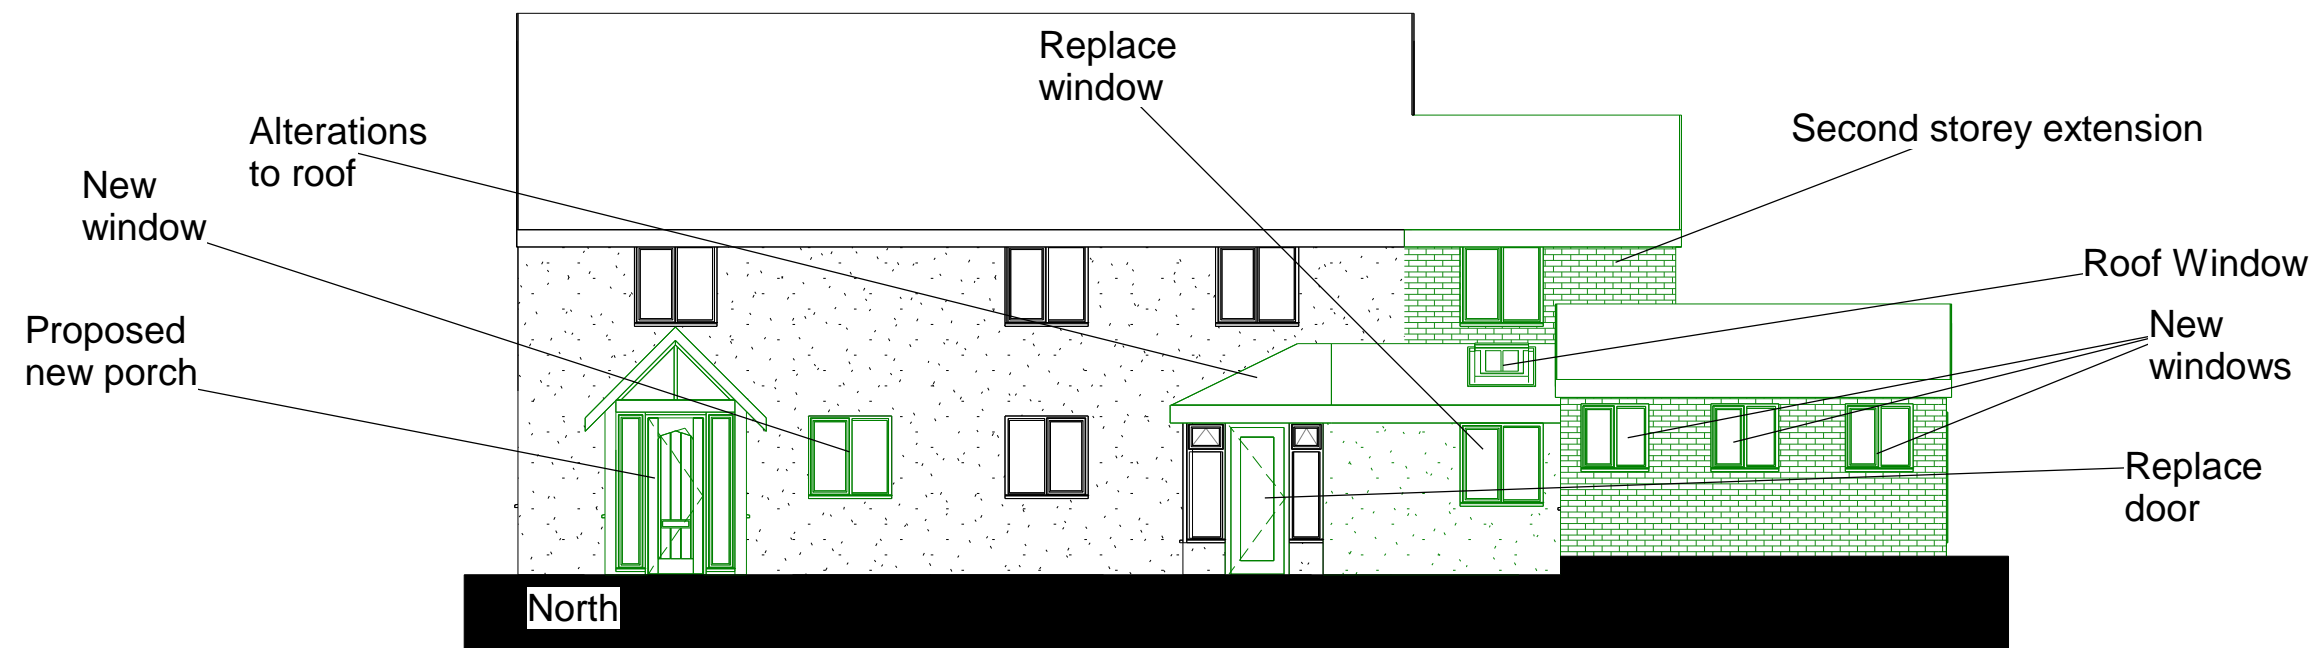 Replace
window
Alterations
to roof
Second storey extension
New
window
Roof Window
Proposed
new porch
New
windows
Replace
door
North